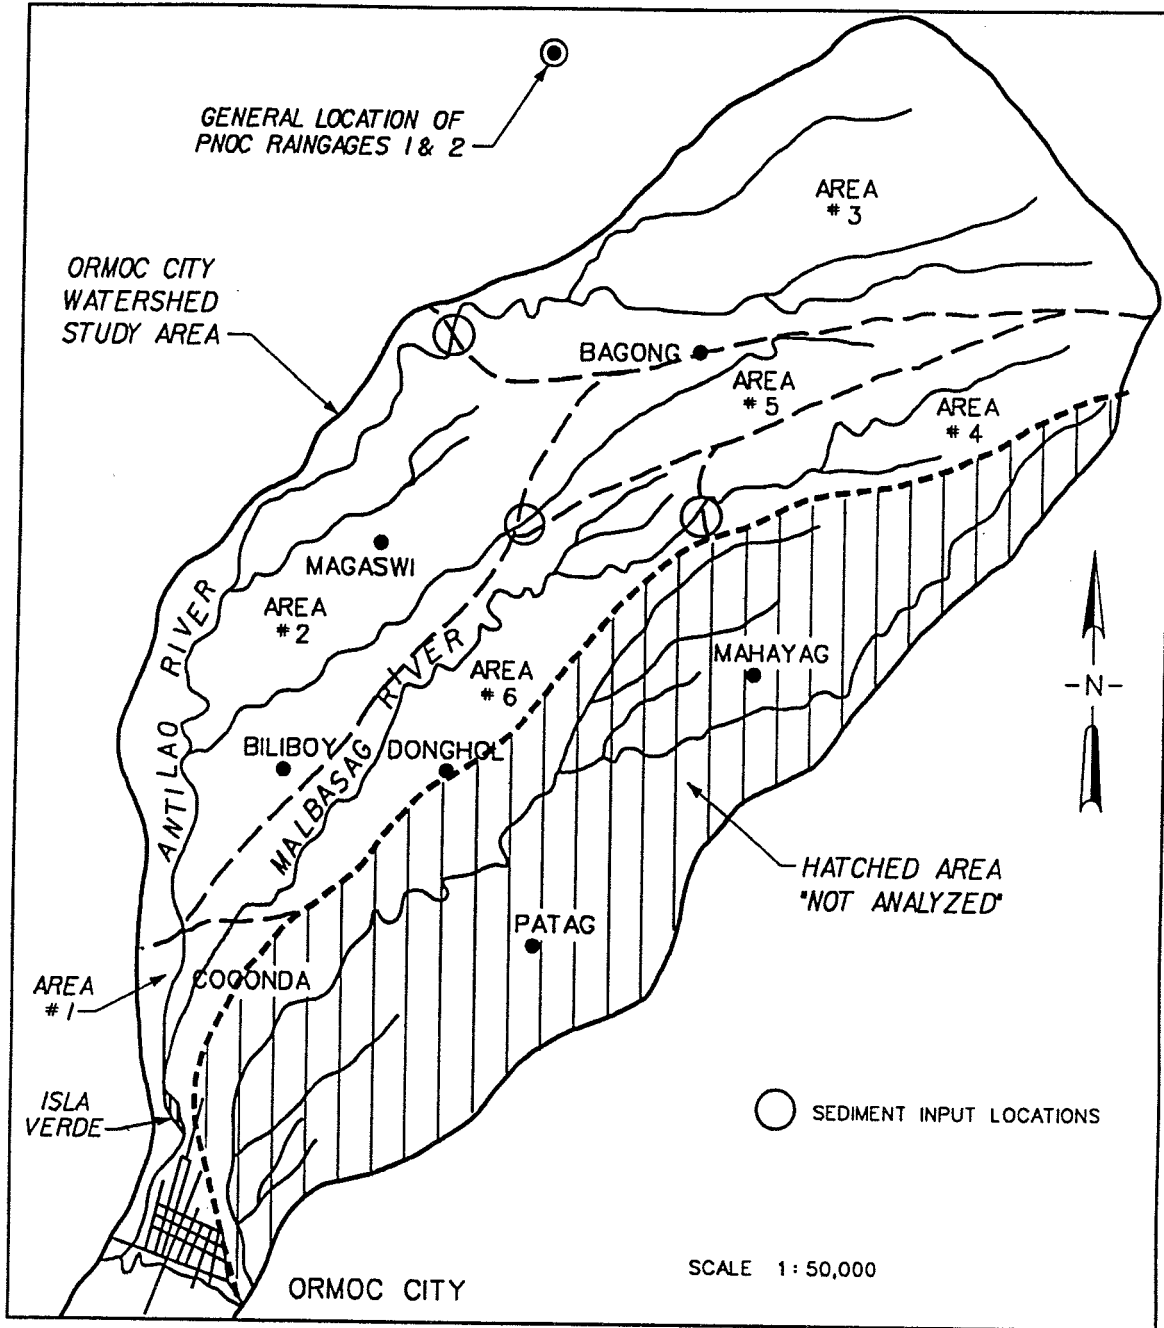 GENERAL LOCATION OF
PNOC RAINGAGES 1 & 2
AREA
# 3
ORMOC CITY
WATERSHED
STUDY AREA
BAGONG
AREA
# 5
AREA
# 4
MAGASWI
AREA
# 2
ANTILAO RIVER
MALBASAG RIVER
AREA
# 6
MAHAYAG
-N-
BILIBOY
DONGHOL
HATCHED AREA
"NOT ANALYZED"
PATAG
COOONDA
AREA
# 1
ISLA
VERDE
SEDIMENT INPUT LOCATIONS
SCALE 1 : 50,000
ORMOC CITY